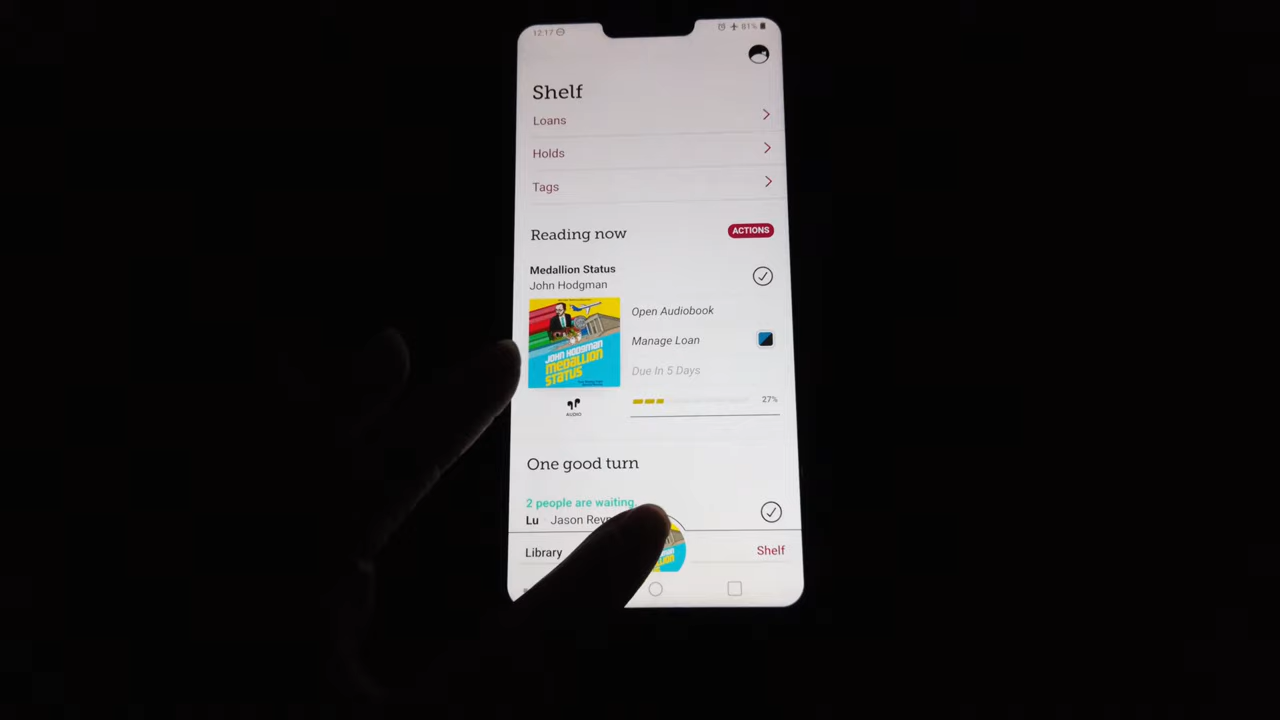 12:17
81%
Shelf
Loans
Holds
Tags
Reading now
ACTIONS
Medallion Status
John Hodgman
Open Audiobook
Manage Loan
JOHN HODGMAN
MEDALLION
STATUS
Due In 5 Days
AUDIO
27%
One good turn
2 people are waiting.
Lu Jason
Library
Shelf